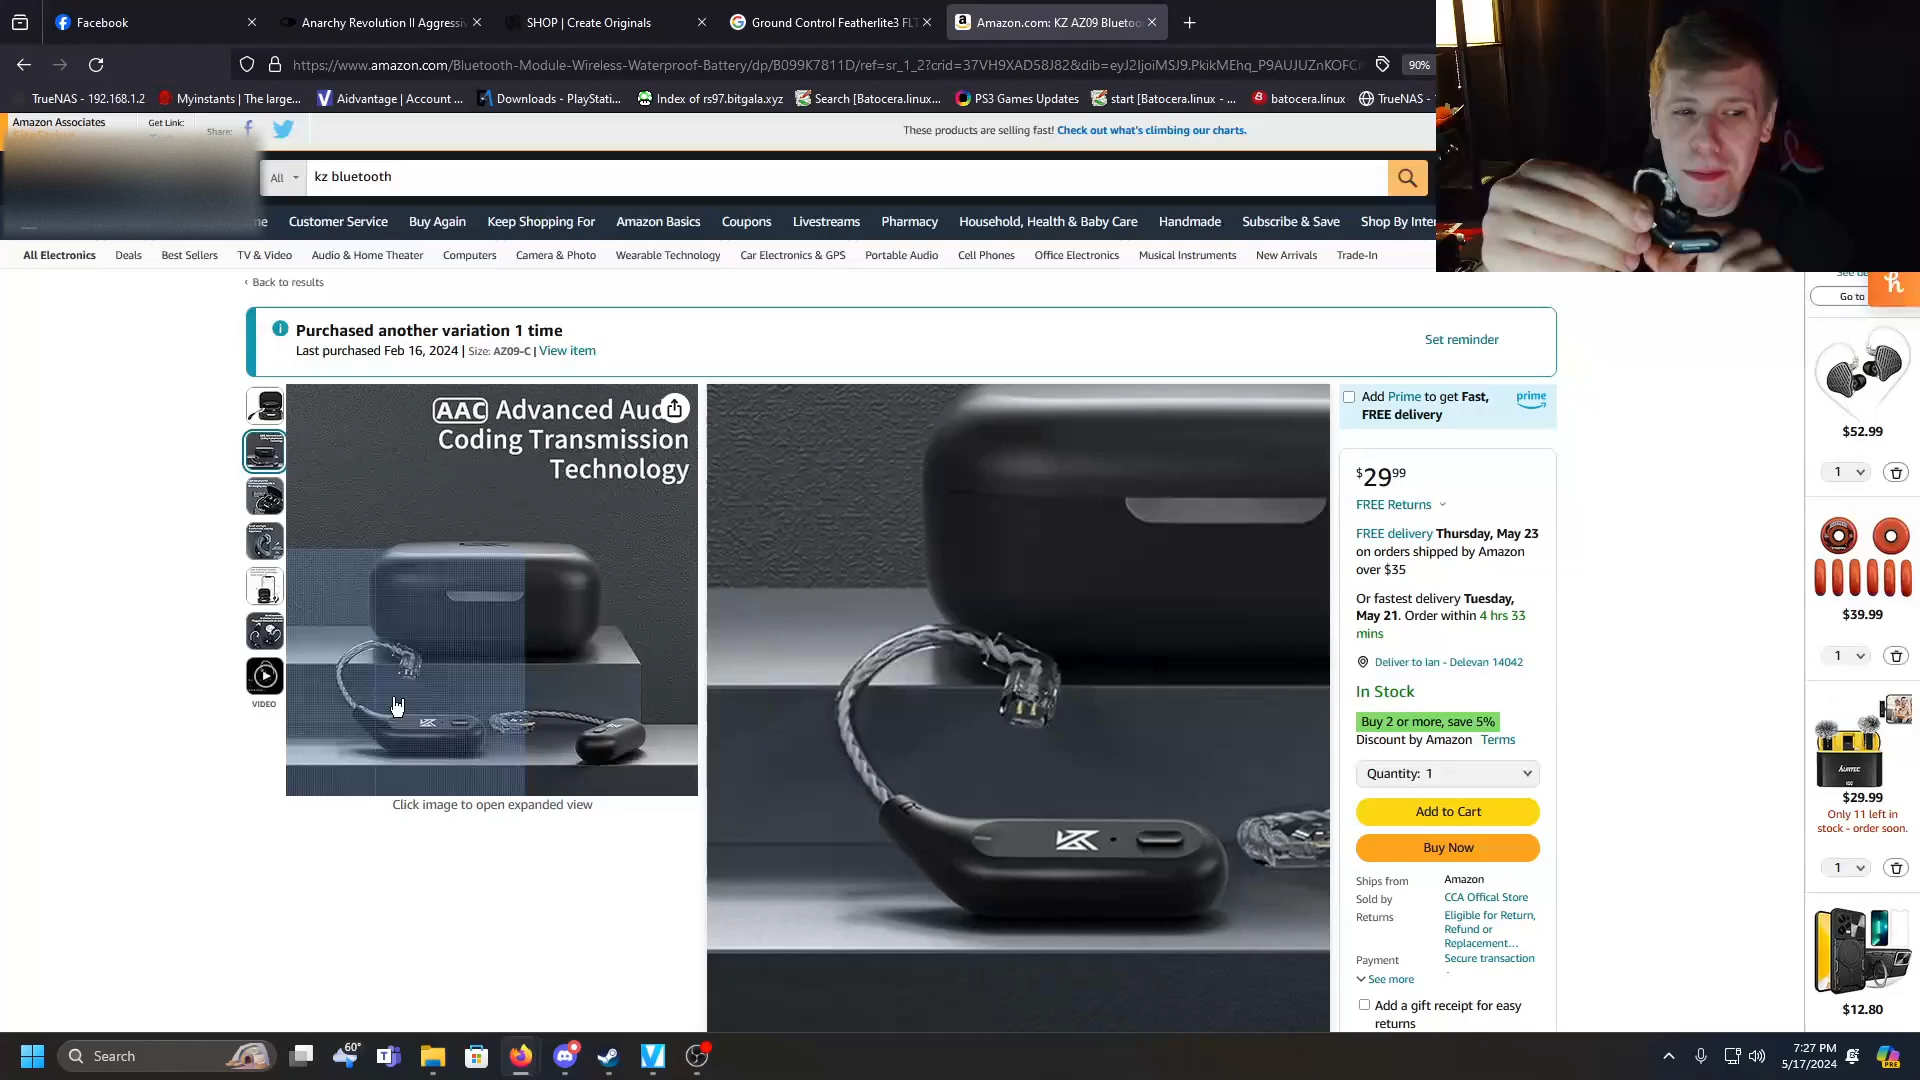 Facebook
Anarchy Revolution II Aggressiv
SHOP | Create Originals
Ground Control Featherlite3 FLT
Amazon.com: KZ AZ09 Bluetoo
https://www.amazon.com/Bluetooth-Module-Wireless-Waterproof-Battery/dp/B099K7811D/ref=sr_1_2?crid=37VH9XAD58J82&dib=eyJ2IjoiMSJ9.PkikMEhq_P9AUJUZnKOFC
90%
TrueNAS - 192.168.1.2
Myinstants | The large...
Aidvantage | Account ...
Downloads - PlayStati...
Index of rs97.bitgala.xyz
Search [Batocera.linux...
PS3 Games Updates
start [Batocera.linux - ...
batocera.linux
TrueNAS -
Amazon Associates
Get Link:
Share:
These products are selling fast! Check out what's climbing our charts.
All
kz bluetooth
me
Customer Service
Buy Again
Keep Shopping For
Amazon Basics
Coupons
Livestreams
Pharmacy
Household, Health & Baby Care
Handmade
Subscribe & Save
Shop By Inter
All Electronics
Deals
Best Sellers
TV & Video
Audio & Home Theater
Computers
Camera & Photo
Wearable Technology
Car Electronics & GPS
Portable Audio
Cell Phones
Office Electronics
Musical Instruments
New Arrivals
Trade-In
‹ Back to results
Purchased another variation 1 time
Last purchased Feb 16, 2024 | Size: AZ09-C | View item
Set reminder
AAC Advanced Aud
Coding Transmission
Technology
KZ
Click image to open expanded view
VIDEO
KZ
Add Prime to get Fast,
FREE delivery
prime
$29 99
FREE Returns
FREE delivery Thursday, May 23
on orders shipped by Amazon
over $35
Or fastest delivery Tuesday,
May 21. Order within 4 hrs 33
mins
Deliver to Ian - Delevan 14042
In Stock
Buy 2 or more, save 5%
Discount by Amazon Terms
Quantity: 1
Add to Cart
Buy Now
Ships from Amazon
Sold by CCA Offical Store
Returns Eligible for Return,
Refund or
Replacement...
Payment Secure transaction
See more
Add a gift receipt for easy
returns
Go to
$52.99
1
$39.99
1
$29.99
Only 11 left in
stock - order soon.
1
$12.80
Search
60°
7:27 PM
5/17/2024
PRE